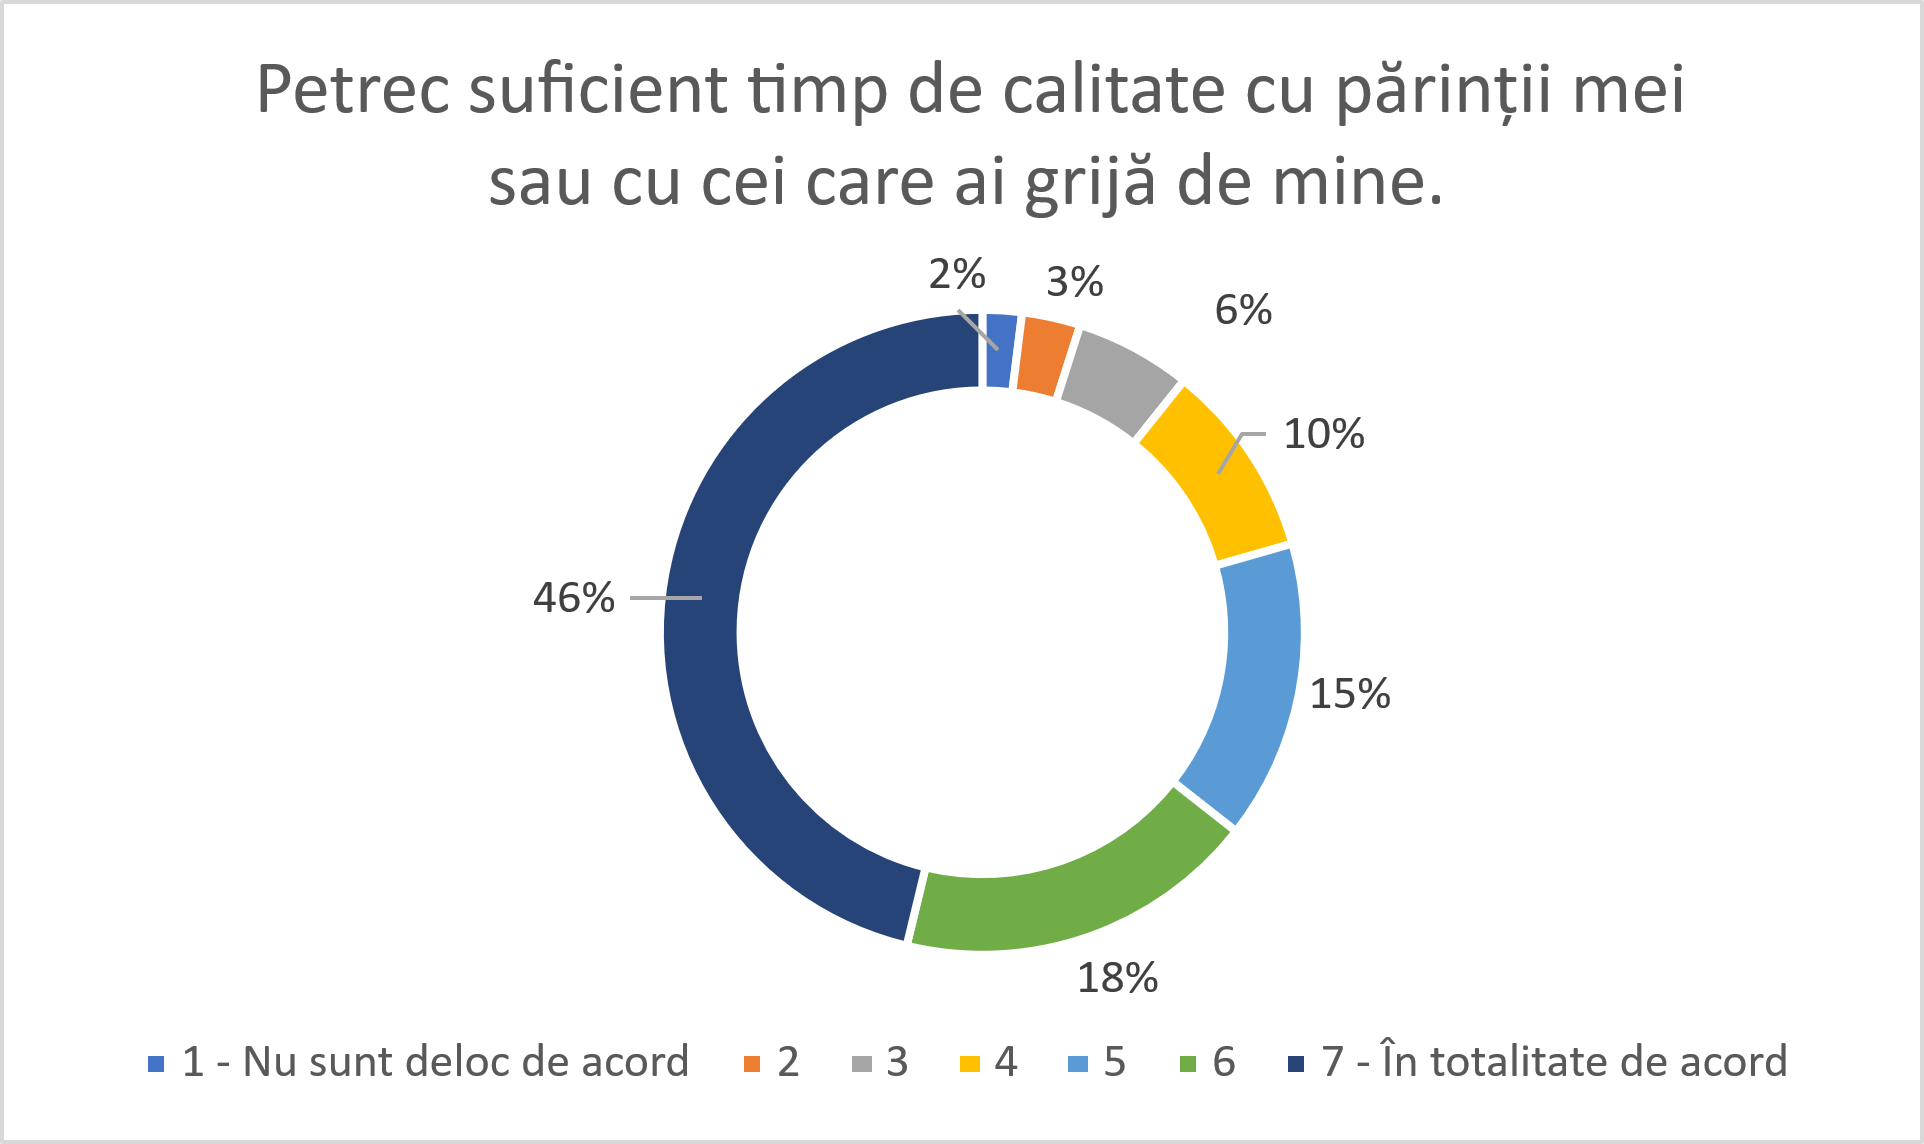 Petrec suficient timp de calitate cu părinții mei
sau cu cei care ai grijă de mine.
2%
3%
6%
10%
46%
15%
18%
1 - Nu sunt deloc de acord 2 3 4 5 6 7 - În totalitate de acord